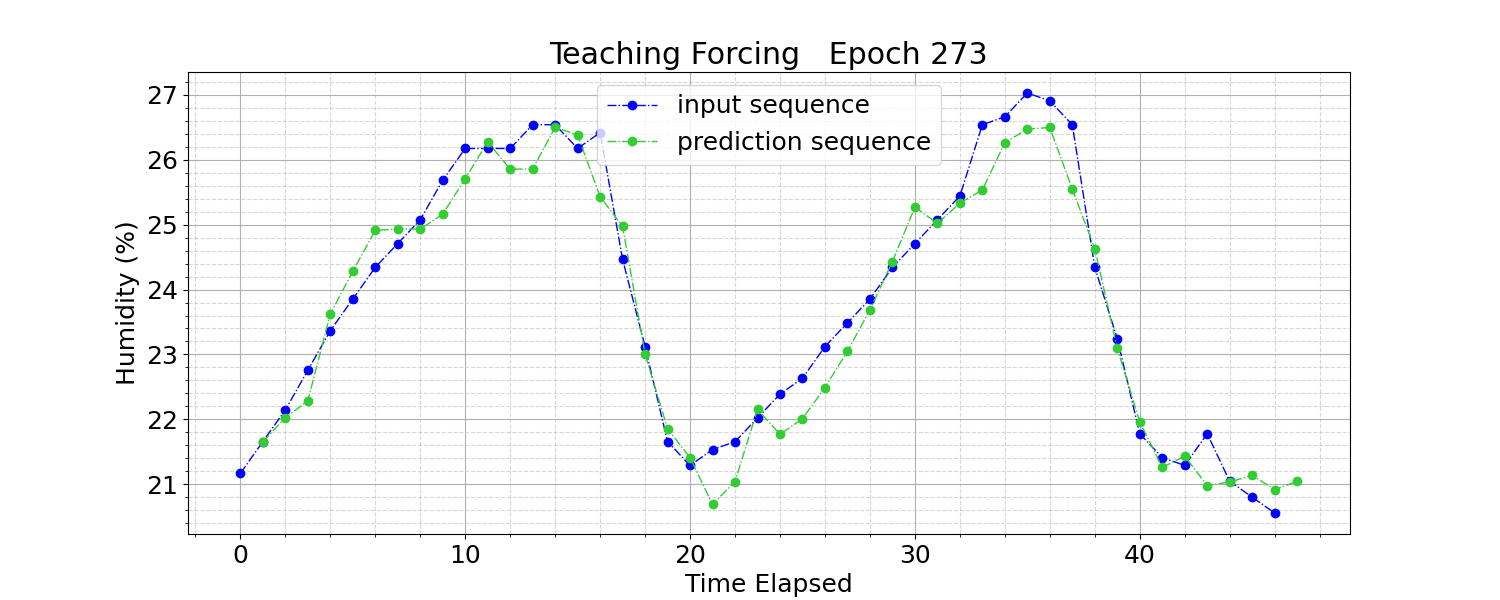 Teaching Forcing   Epoch 273
input sequence
prediction sequence
Humidity (%)
27
26
25
24
23
22
21
0 10 20 30 40
Time Elapsed